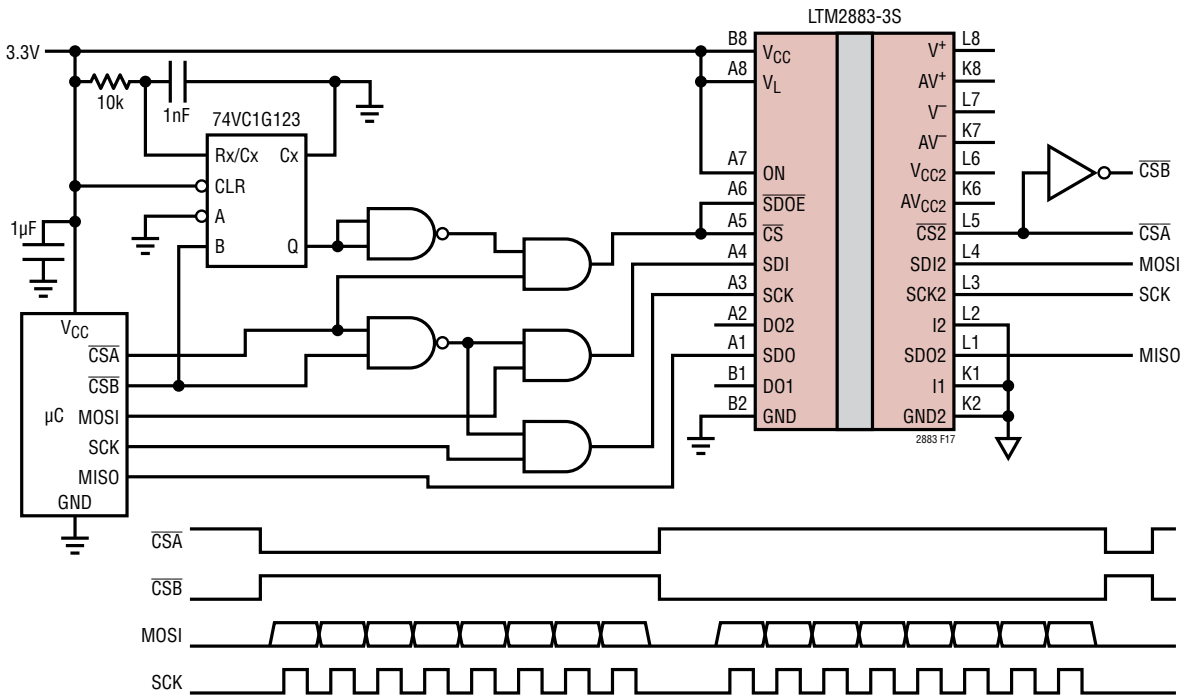 LTM2883-3S
3.3V
10k
1nF
74VC1G123
Rx/Cx Cx
CLR
A
B Q
1µF
VCC
CSA
CSB
µC MOSI
SCK
MISO
GND
B8 VCC
A8 VL
A7 ON
A6 SDOE
A5 CS
A4 SDI
A3 SCK
A2 DO2
A1 SDO
B1 DO1
B2 GND
V+ L8
AV+ K8
V− L7
AV− K7
VCC2 L6
AVCC2 K6
CS2 L5
SDI2 L4
SCK2 L3
I2 L2
SDO2 L1
I1 K1
GND2 K2
2883 F17
CSB
CSA
MOSI
SCK
MISO
CSA
CSB
MOSI
SCK